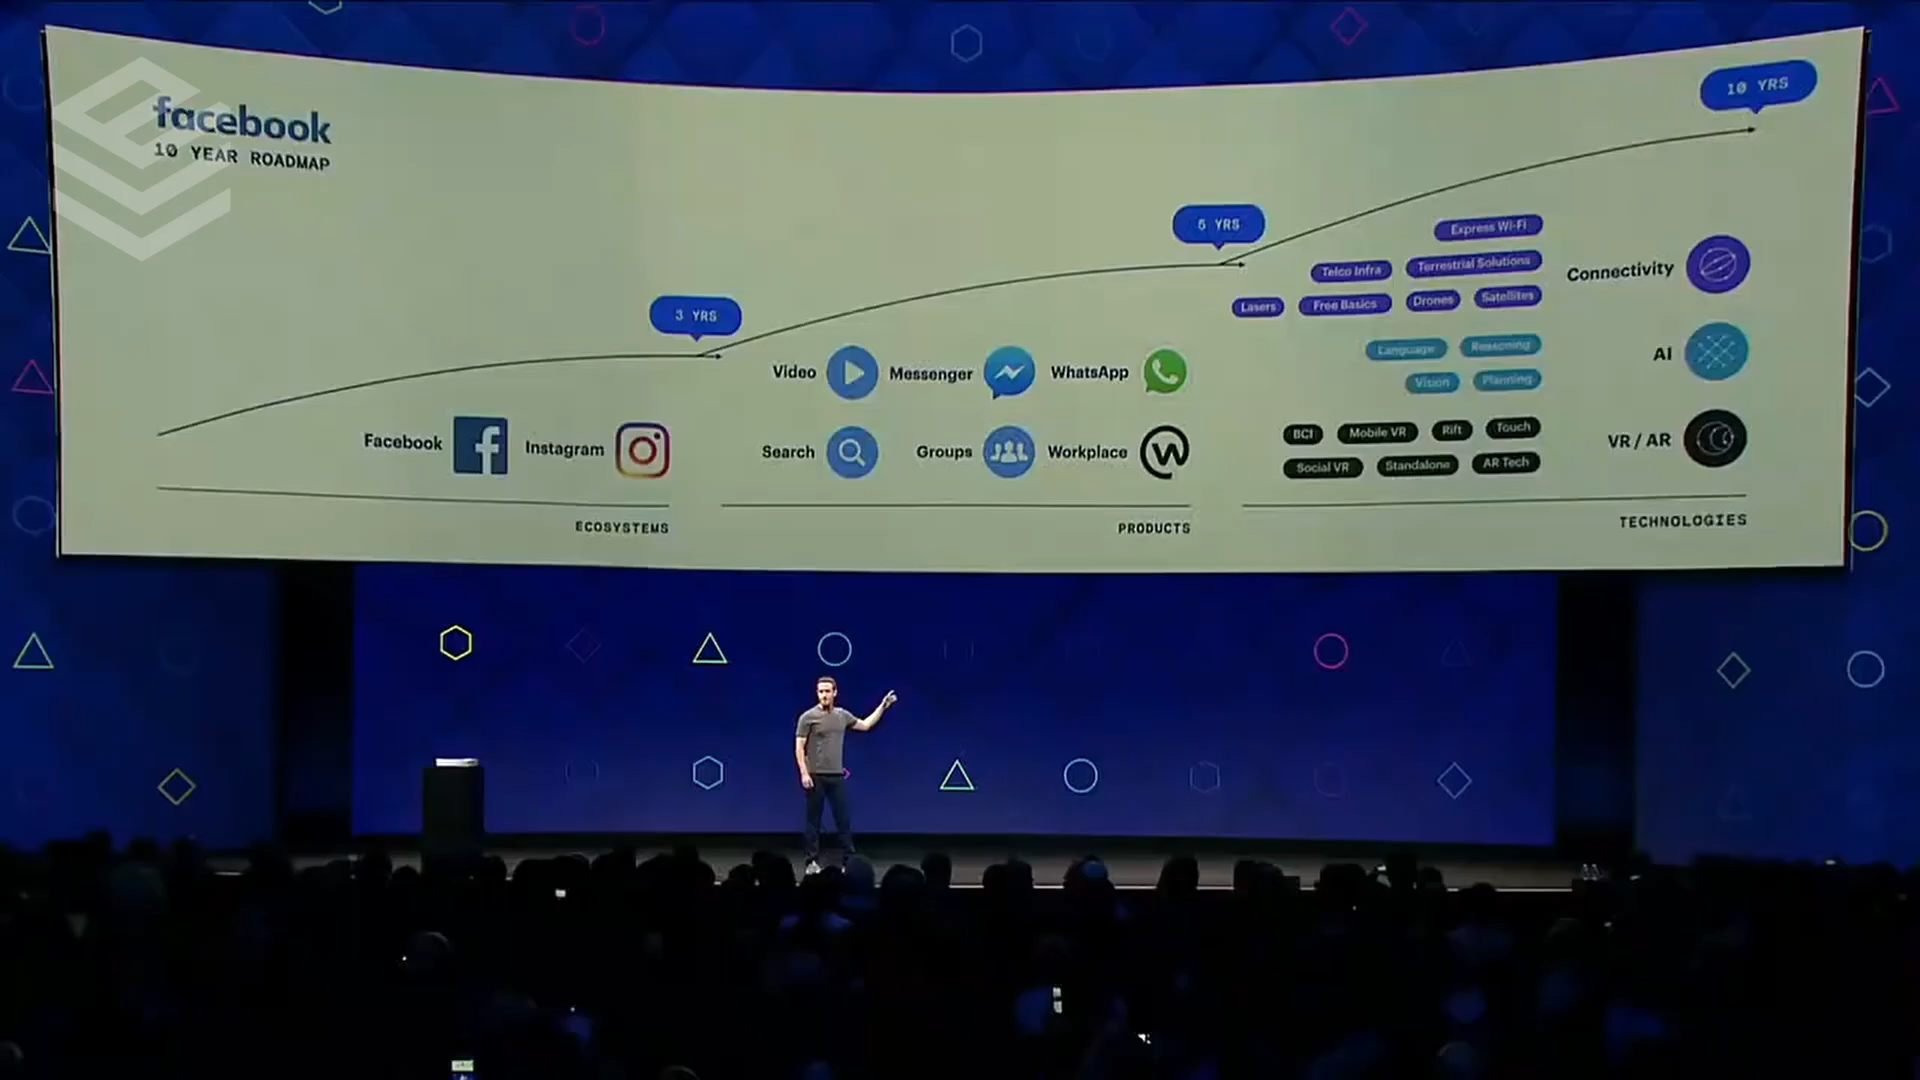 facebook
10 YEAR ROADMAP
3 YRS
5 YRS
10 YRS
Facebook
Instagram
ECOSYSTEMS
Video
Messenger
WhatsApp
Search
Groups
Workplace
PRODUCTS
Express Wi-Fi
Telco Infra
Terrestrial Solutions
Lasers
Free Basics
Drones
Satellites
Connectivity
Language
Reasoning
Vision
Planning
AI
BCI
Mobile VR
Rift
Touch
Social VR
Standalone
AR Tech
VR / AR
TECHNOLOGIES